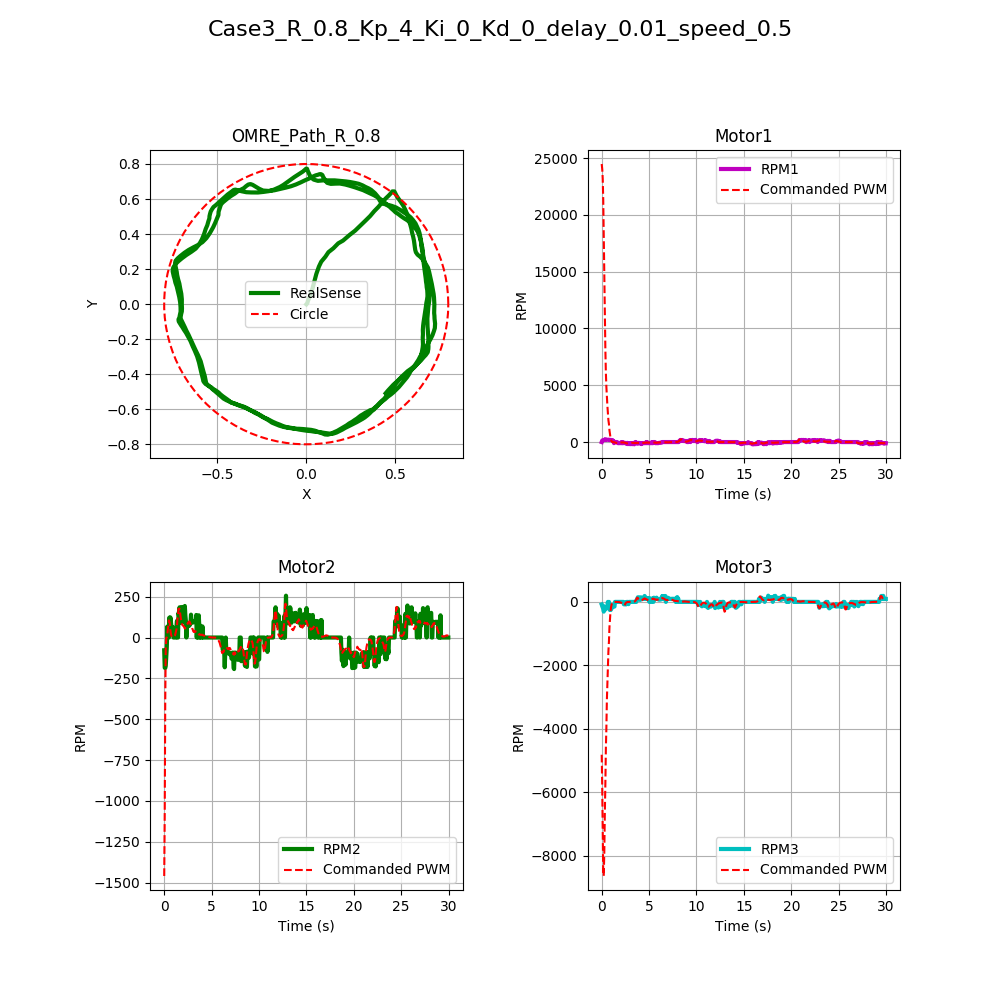 Case3_R_0.8_Kp_4_Ki_0_Kd_0_delay_0.01_speed_0.5
OMRE_Path_R_0.8
0.8
0.6
0.4
0.2
0.0
−0.2
−0.4
−0.6
−0.8
Y
RealSense
Circle
−0.5
0.0
0.5
X
Motor1
25000
20000
15000
10000
5000
0
RPM
RPM1
Commanded PWM
0
5
10
15
20
25
30
Time (s)
Motor2
250
0
−250
−500
−750
−1000
−1250
−1500
RPM
RPM2
Commanded PWM
0
5
10
15
20
25
30
Time (s)
Motor3
0
−2000
−4000
−6000
−8000
RPM
RPM3
Commanded PWM
0
5
10
15
20
25
30
Time (s)